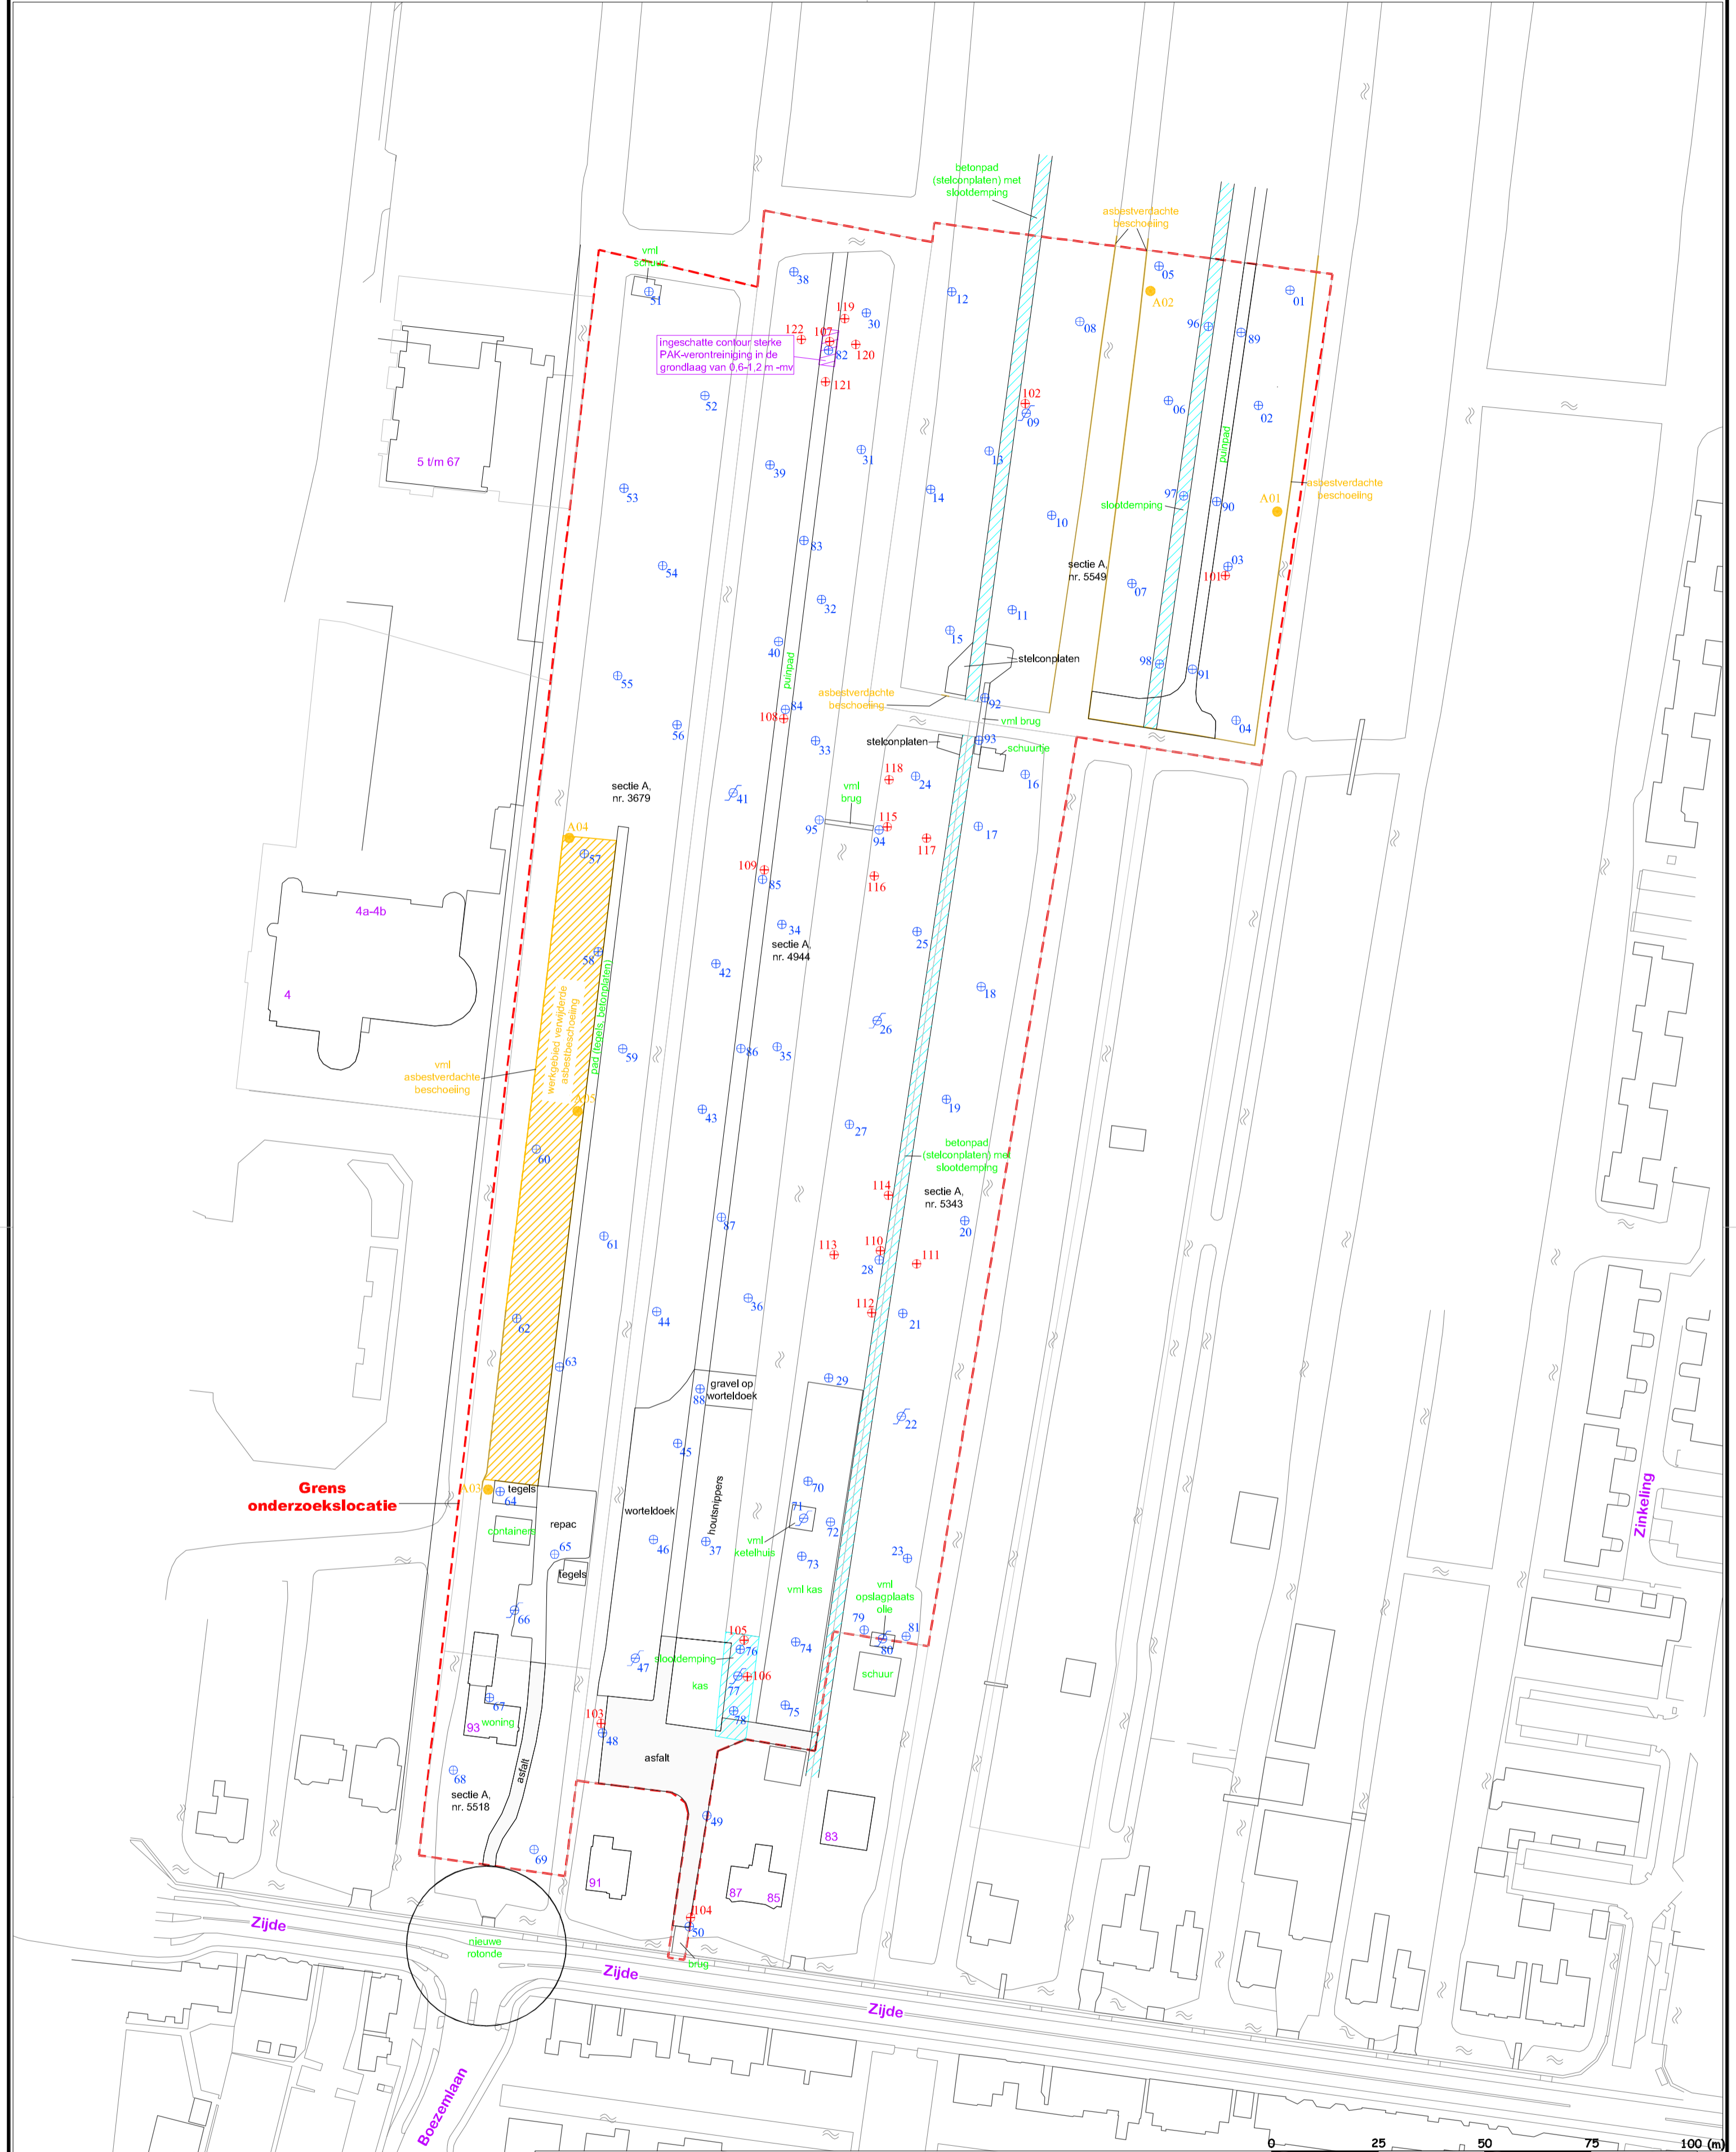 betonpad
(stelconplaten) met
slootdemping
asbestverdachte
beschoeiing
vml
schuur
05
A02
01
38
51
12
119
30
08
96
89
122
107
82
120
ingeschatte contour sterke
PAK-verontreiniging in de
grondlaag van 0,6-1,2 m -mv
121
52
102
09
06
02
puinpad
5 t/m 67
39
31
13
53
14
asbestverdachte
beschoeiing
97
90
A01
slootdemping
10
83
54
sectie A,
nr. 5549
03
101
07
32
11
15
40
puinpad
stelconplaten
98
91
55
asbestverdachte
beschoeiing
92
84
108
vml brug
04
56
33
stelconplaten
93
schuurtje
118
24
16
sectie A,
nr. 3679
41
vml
brug
95
115
94
117
17
A04
57
109
85
116
4a-4b
34
25
sectie A,
nr. 4944
58
42
4
18
werkgebied verwijderde
asbestbeschoeiing
pad (tegels, betonplaten)
26
59
86
35
vml
asbestverdachte
beschoeiing
A05
43
19
27
60
betonpad
(stelconplaten) met
slootdemping
114
sectie A,
nr. 5343
87
20
61
113
110
28
111
36
44
112
21
62
63
29
gravel op
worteldoek
88
22
45
Grens
onderzoekslocatie
A03
64
tegels
70
houtsnippers
worteldoek
71
72
Zinkeling
containers
repac
46
37
vml
ketelhuis
65
73
23
tegels
vml kas
vml
opslagplaats
olie
66
79
81
105
76
74
80
47
slootdemping
106
77
schuur
kas
67
75
78
woning
93
103
48
asfalt
asfalt
68
sectie A,
nr. 5518
49
83
69
91
87
85
104
50
Zijde
nieuwe
rotonde
brug
Zijde
Zijde
Boezemlaan
0 25 50 75 100 (m)